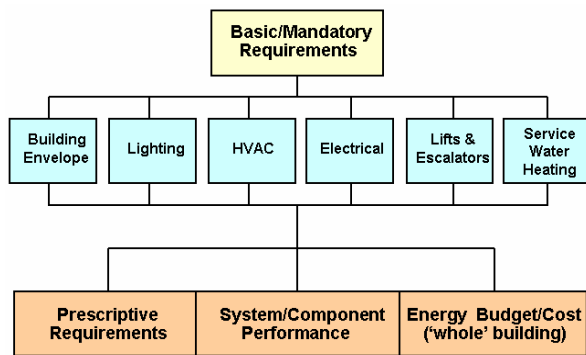 Basic/Mandatory
Requirements
Building
Envelope
Lighting
HVAC
Electrical
Lifts &
Escalators
Service
Water
Heating
Prescriptive
Requirements
System/Component
Performance
Energy Budget/Cost
(‘whole’ building)